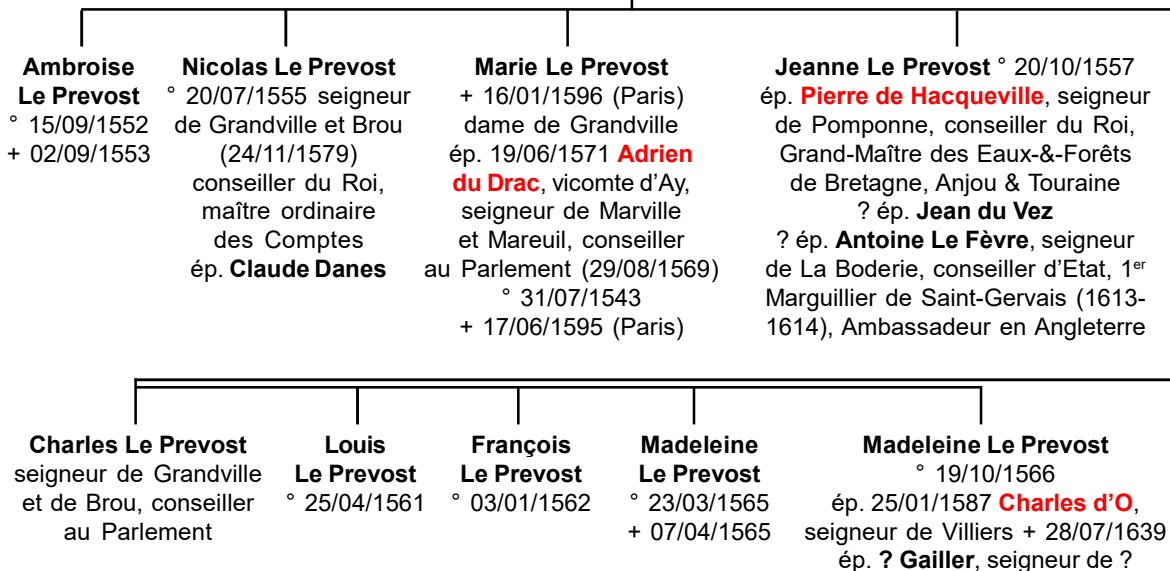 Ambroise
Le Prevost
° 15/09/1552
+ 02/09/1553
Nicolas Le Prevost
° 20/07/1555 seigneur
de Grandville et Brou
(24/11/1579)
conseiller du Roi,
maître ordinaire
des Comptes
ép. Claude Danes
Marie Le Prevost
+ 16/01/1596 (Paris)
dame de Grandville
ép. 19/06/1571 Adrien
du Drac, vicomte d'Ay,
seigneur de Marville
et Mareuil, conseiller
au Parlement (29/08/1569)
° 31/07/1543
+ 17/06/1595 (Paris)
Jeanne Le Prevost ° 20/10/1557
ép. Pierre de Hacqueville, seigneur
de Pomponne, conseiller du Roi,
Grand-Maître des Eaux-&-Forêts
de Bretagne, Anjou & Touraine
? ép. Jean du Vez
? ép. Antoine Le Fèvre, seigneur
de La Boderie, conseiller d'Etat, 1er
Marguillier de Saint-Gervais (1613-
1614), Ambassadeur en Angleterre
Charles Le Prevost
seigneur de Grandville
et de Brou, conseiller
au Parlement
Louis
Le Prevost
° 25/04/1561
François
Le Prevost
° 03/01/1562
Madeleine
Le Prevost
° 23/03/1565
+ 07/04/1565
Madeleine Le Prevost
° 19/10/1566
ép. 25/01/1587 Charles d'O,
seigneur de Villiers + 28/07/1639
ép. ? Gailler, seigneur de ?